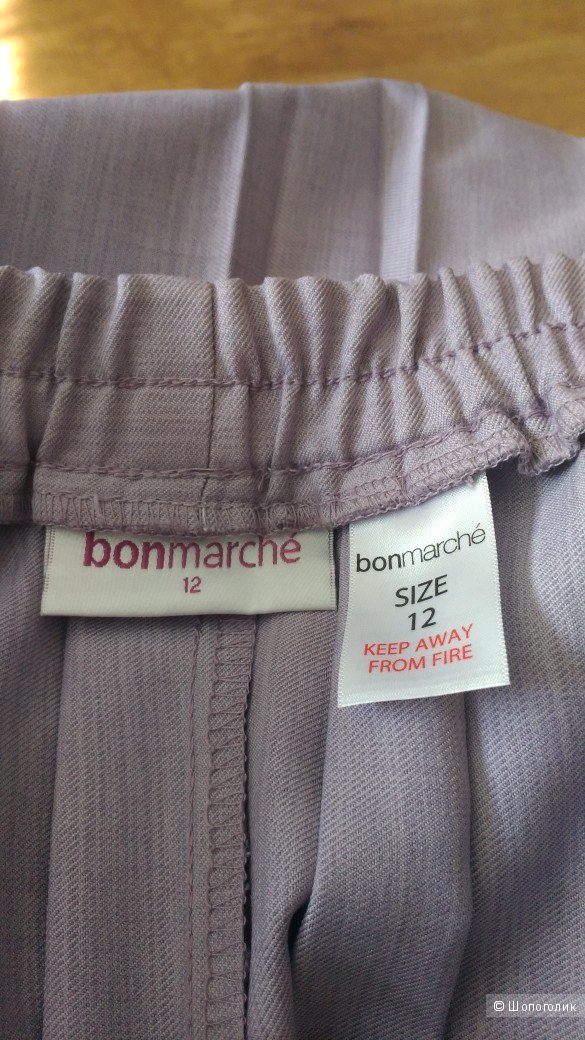 bonmarché
12
bonmarché
SIZE
12
KEEP AWAY
FROM FIRE
© Шопоголик